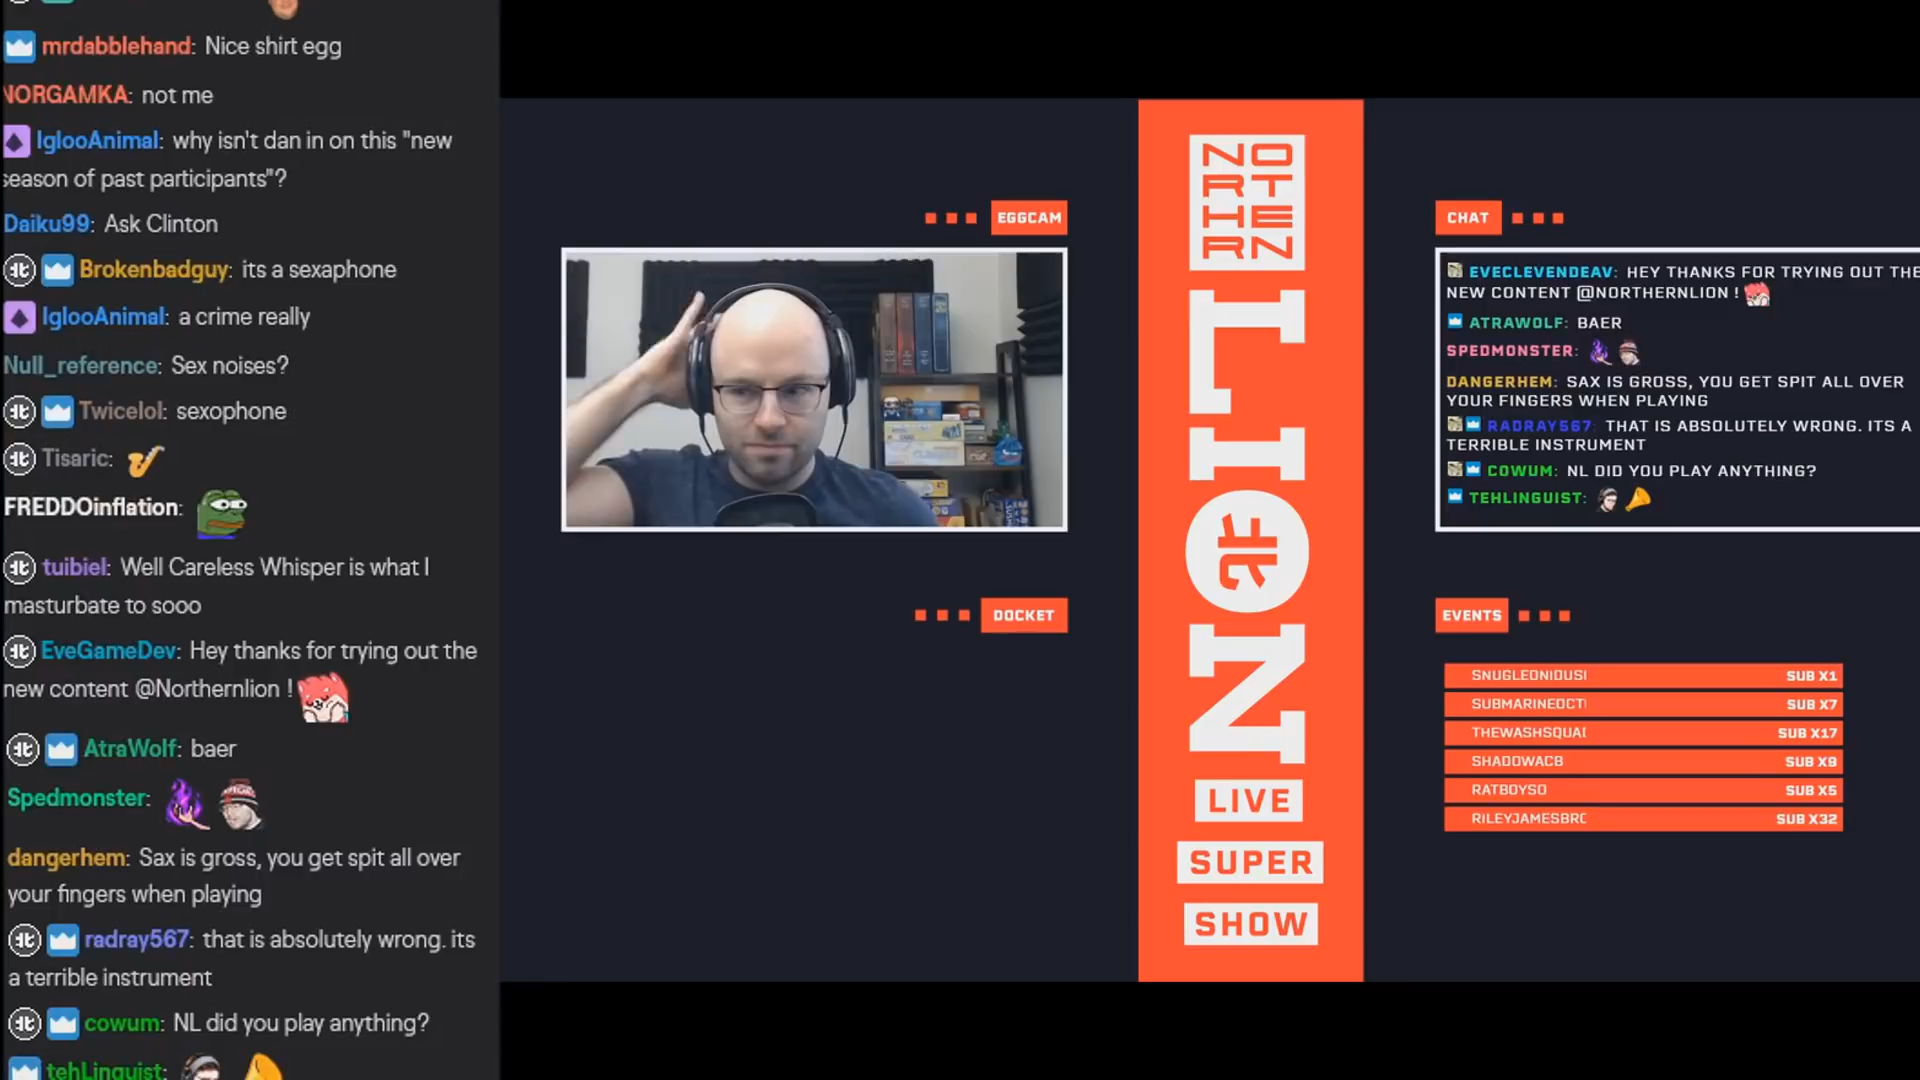 mrdabblehand: Nice shirt egg
NORGAMKA: not me
IglooAnimal: why isn't dan in on this "new
season of past participants"?
Daiku99: Ask Clinton
Brokenbadguy: its a sexaphone
IglooAnimal: a crime really
Null_reference: Sex noises?
Twicelol: sexophone
Tisaric:
FREDDOinflation:
tuibiel: Well Careless Whisper is what I
masturbate to sooo
EveGameDev: Hey thanks for trying out the
new content @Northernlion !
AtraWolf: baer
Spedmonster:
dangerhem: Sax is gross, you get spit all over
your fingers when playing
radray567: that is absolutely wrong. its
a terrible instrument
cowum: NL did you play anything?
tehLinguist:
EGGCAM
DOCKET
NO
RT
HE
RN
LION
LIVE
SUPER
SHOW
CHAT
EVECLEVENDEAV: HEY THANKS FOR TRYING OUT THE
NEW CONTENT @NORTHERNLION !
ATRAWOLF: BAER
SPEDMONSTER:
DANGERHEM: SAX IS GROSS, YOU GET SPIT ALL OVER
YOUR FINGERS WHEN PLAYING
RADRAY567: THAT IS ABSOLUTELY WRONG. ITS A
TERRIBLE INSTRUMENT
COWUM: NL DID YOU PLAY ANYTHING?
TEHLINGUIST:
EVENTS
SUB X1
SUBMARINEOCT SUB X7
THEWASHSQUA SUB X17
SHADOWACB SUB X9
RATBOYSO SUB X5
RILEYJAMESBRO SUB X32